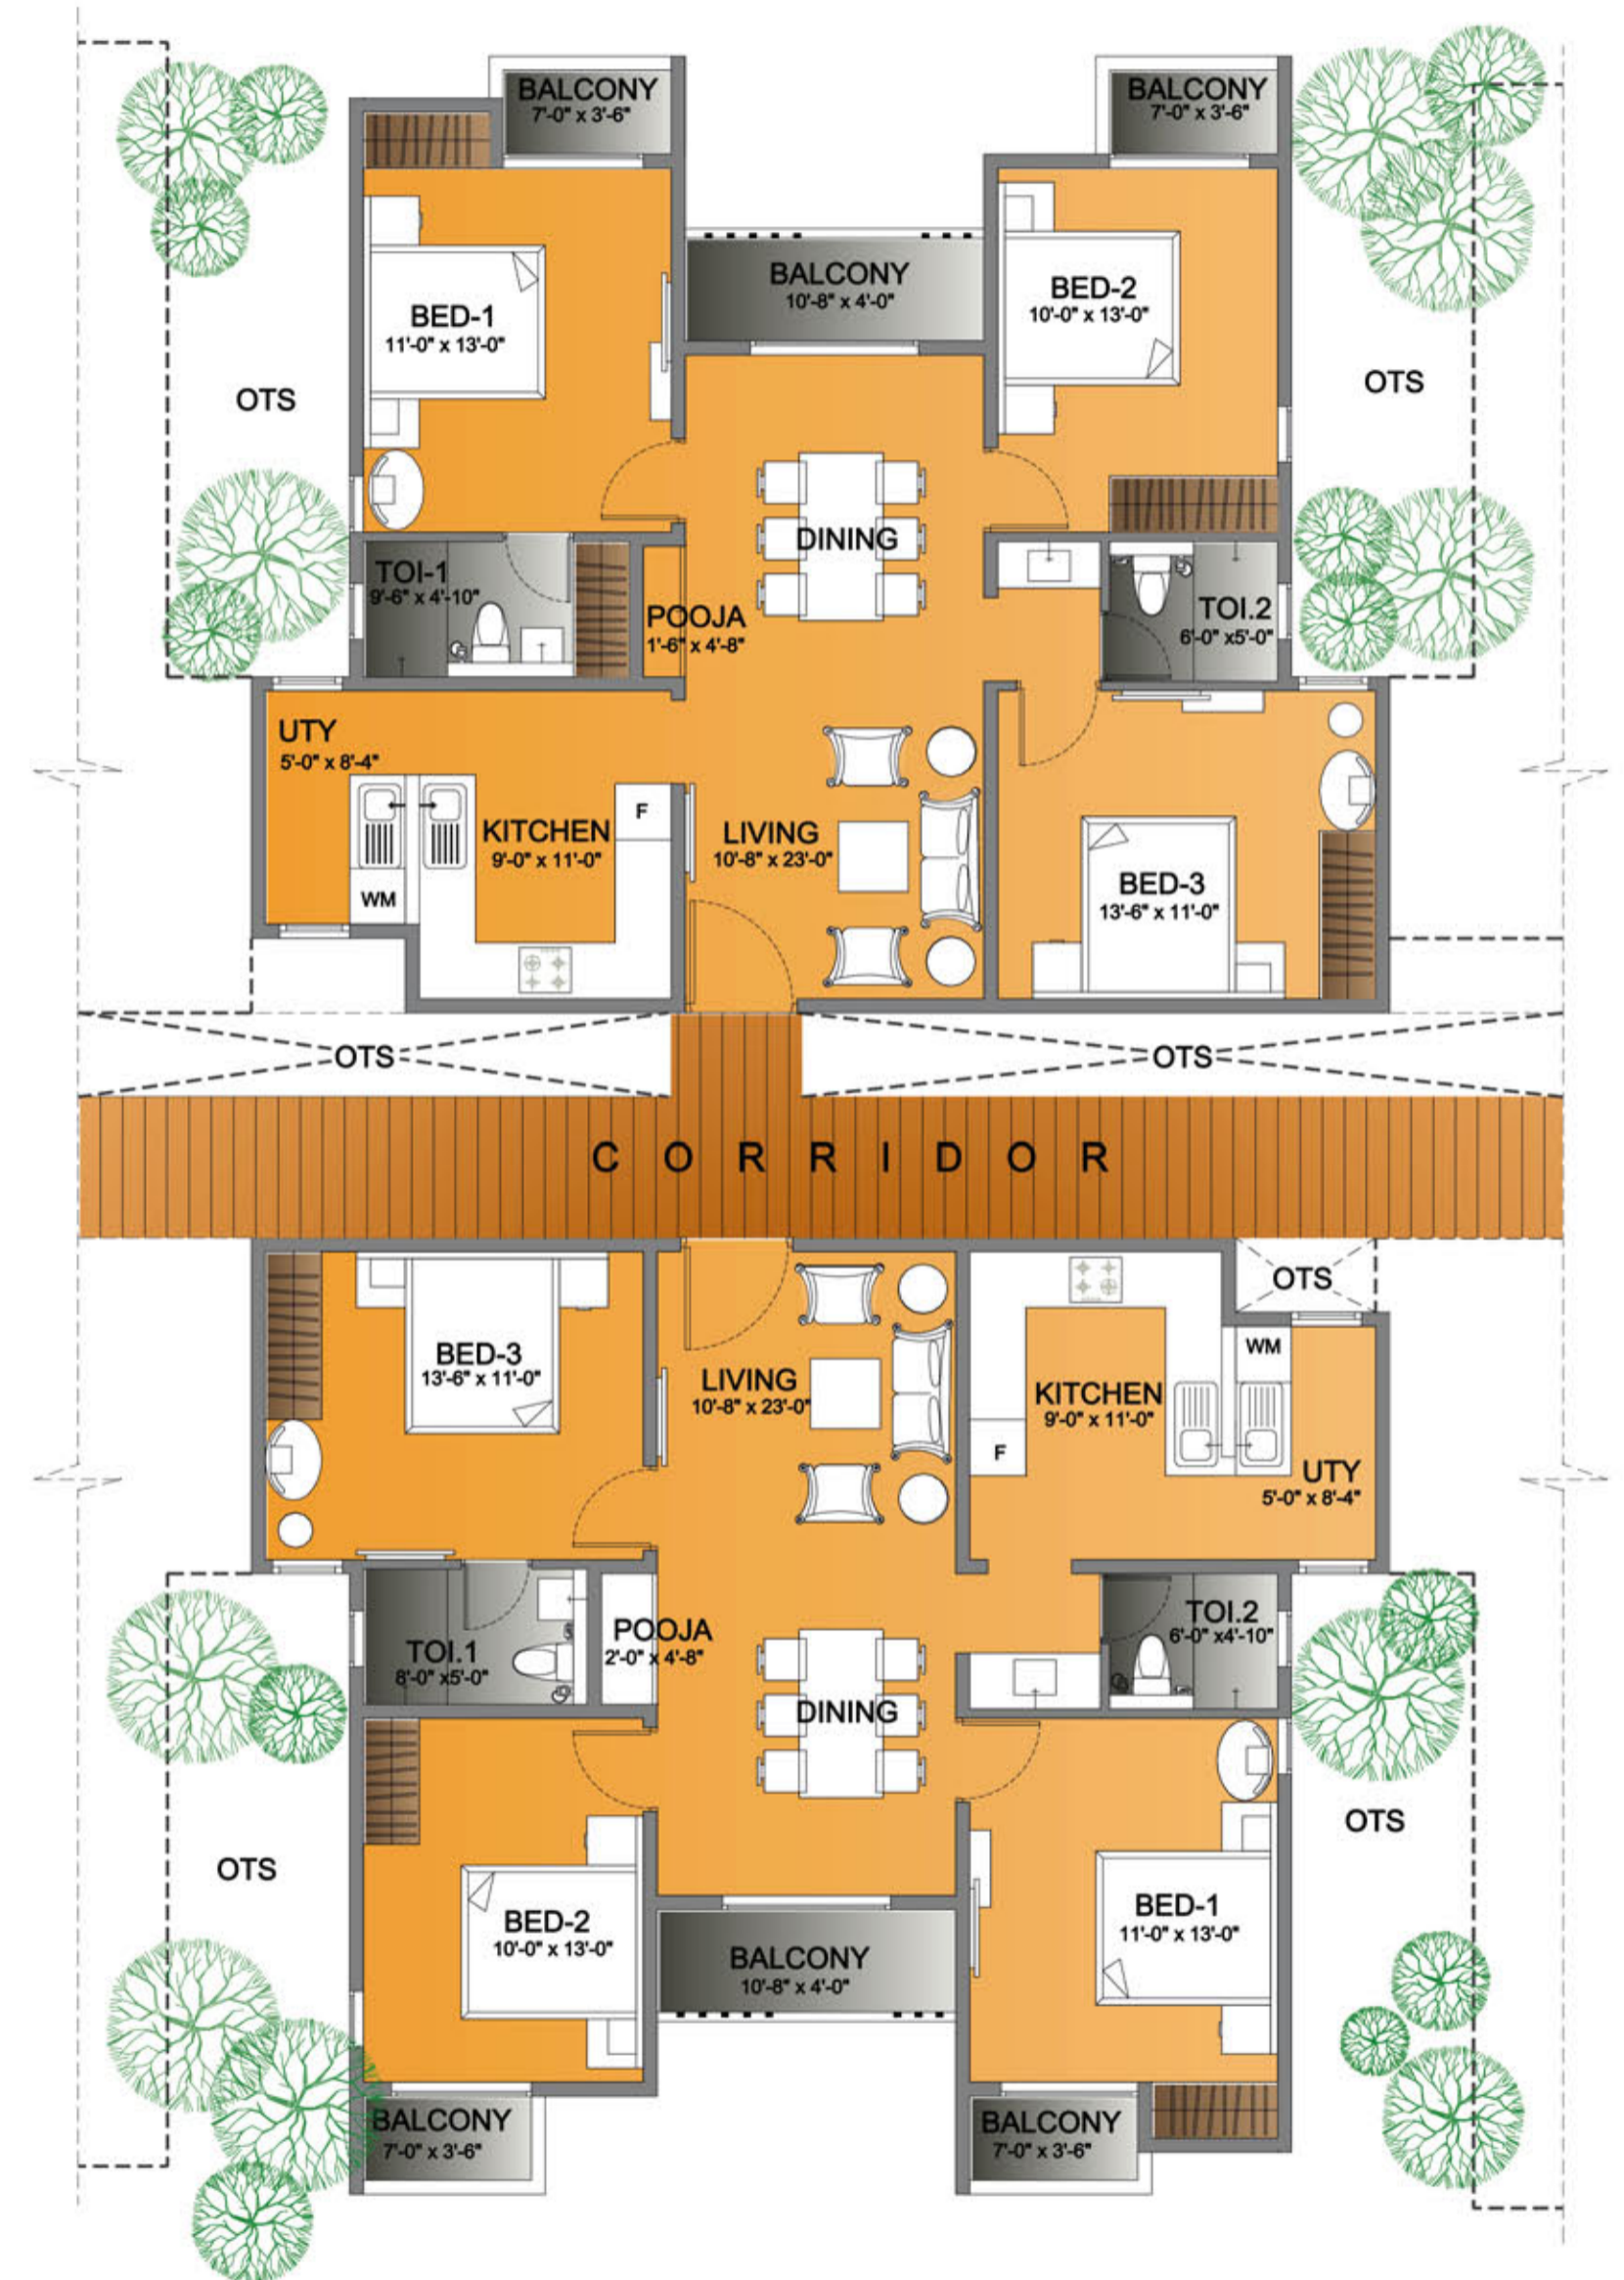 BALCONY
7'-0" x 3'-6"
BALCONY
7'-0" x 3'-6"
BALCONY
10'-8" x 4'-0"
BED-1
11'-0" x 13'-0"
BED-2
10'-0" x 13'-0"
OTS
OTS
DINING
TOI-1
9'-6" x 4'-10"
POOJA
1'-6" x 4'-8"
TOI.2
6'-0" x5'-0"
UTY
5'-0" x 8'-4"
F
KITCHEN
9'-0" x 11'-0"
WM
LIVING
10'-8" x 23'-0"
BED-3
13'-6" x 11'-0"
OTS
OTS
C O R R I D O R
OTS
BED-3
13'-6" x 11'-0"
LIVING
10'-8" x 23'-0"
WM
KITCHEN
9'-0" x 11'-0"
F
UTY
5'-0" x 8'-4"
TOI.1
8'-0" x5'-0"
POOJA
2'-0" x 4'-8"
TOI.2
6'-0" x4'-10"
DINING
OTS
OTS
BED-2
10'-0" x 13'-0"
BED-1
11'-0" x 13'-0"
BALCONY
10'-8" x 4'-0"
BALCONY
7'-0" x 3'-6"
BALCONY
7'-0" x 3'-6"